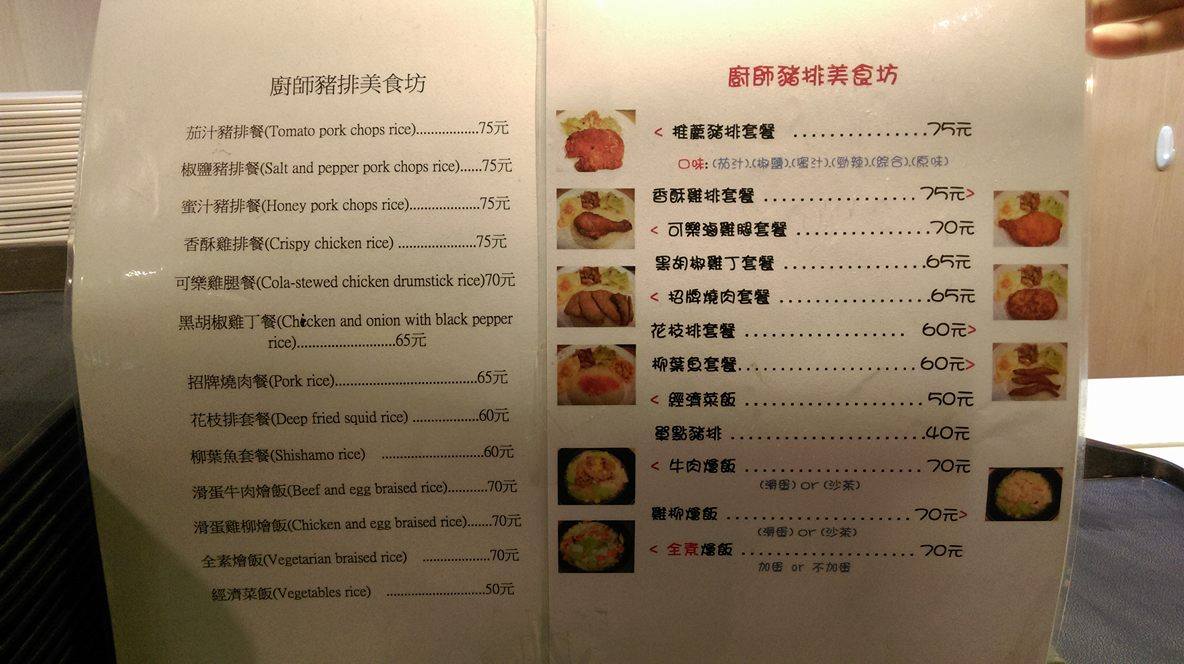 廚師豬排美食坊
茄汁豬排餐(Tomato pork chops rice)................75元
椒鹽豬排餐(Salt and pepper pork chops rice)......75元
蜜汁豬排餐(Honey pork chops rice)..................75元
香酥雞排餐(Crispy chicken rice) ....................75元
可樂雞腿餐(Cola-stewed chicken drumstick rice)70元
黑胡椒雞丁餐(Chicken and onion with black pepper
rice)..........................65元
招牌燒肉餐(Pork rice).....................................65元
花枝排套餐(Deep fried squid rice) .................60元
柳葉魚套餐(Shishamo rice) ...........................60元
滑蛋牛肉燴飯(Beef and egg braised rice)..........70元
滑蛋雞柳燴飯(Chicken and egg braised rice).......70元
全素燴飯(Vegetarian braised rice) .................70元
經濟菜飯(Vegetables rice) ..........................50元
廚師豬排美食坊
< 推薦豬排套餐 ...............75元
口味: (茄汁).(椒鹽).(蜜汁).(勁辣).(綜合).(原味)
香酥雞排套餐 .................75元>
< 可樂滷雞腿套餐 ..............70元
黑胡椒雞丁套餐 ...............65元
< 招牌燒肉套餐 .................65元
花枝排套餐 .................. 60元>
柳葉魚套餐....................60元>
< 經濟菜飯 .....................50元
單點豬排 ......................40元
< 牛肉燴飯 .....................70元
(滑蛋) or (沙茶)
雞柳燴飯 .....................70元>
(滑蛋) or (沙茶)
< 全素燴飯 .....................70元
加蛋 or 不加蛋